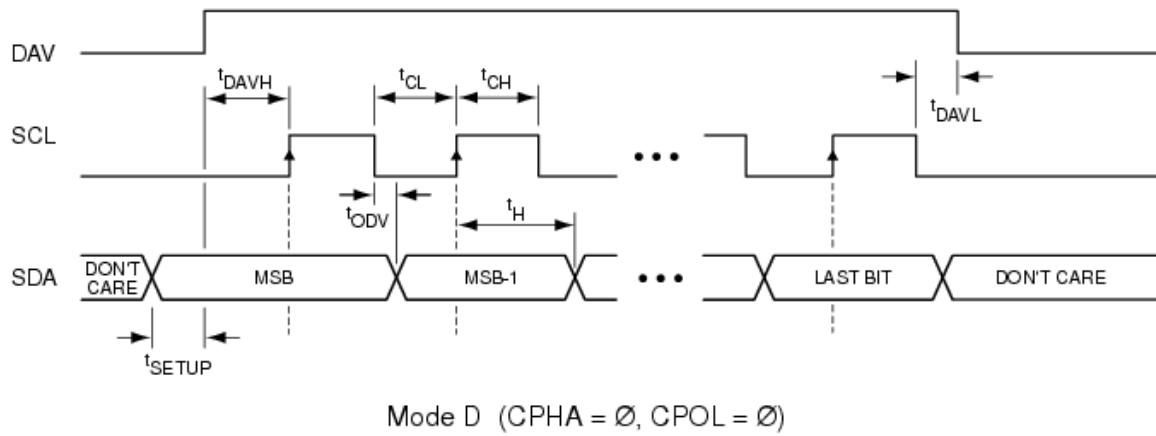 DAV
tDAVH
tCL
tCH
tDAVL
SCL
tODV
tH
SDA
DON'T
CARE
MSB
MSB-1
LAST BIT
DON'T CARE
tSETUP
Mode D (CPHA = Ø, CPOL = Ø)